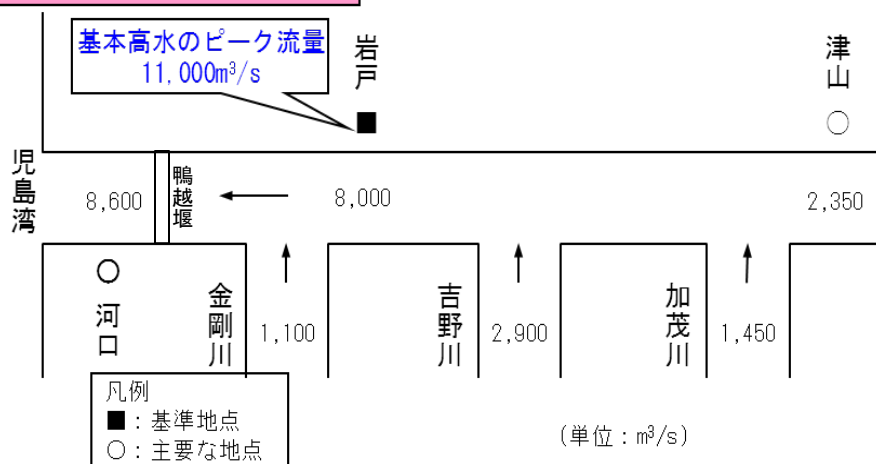 基本高水のピーク流量
11,000m³/s
岩戸
津山
児島湾
8,600
鴨越堰
8,000
2,350
河口
金剛川
1,100
吉野川
2,900
加茂川
1,450
凡例
■：基準地点
○：主要な地点
（単位：m³/s）